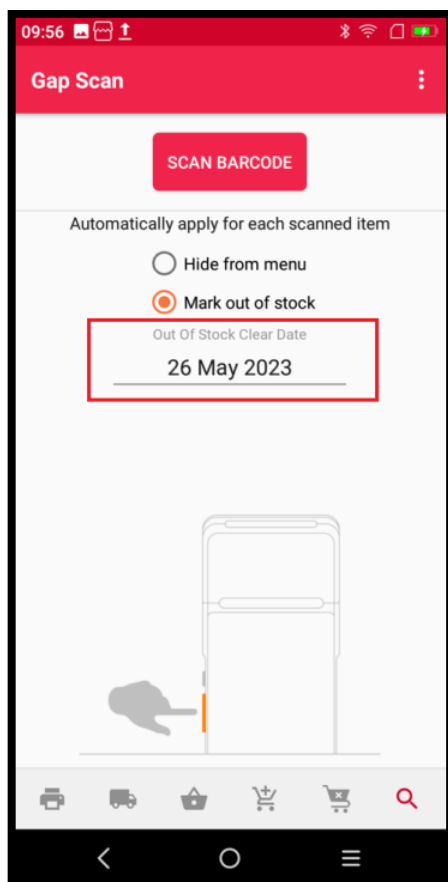 09:56
Gap Scan
SCAN BARCODE
Automatically apply for each scanned item
Hide from menu
Mark out of stock
Out Of Stock Clear Date
26 May 2023